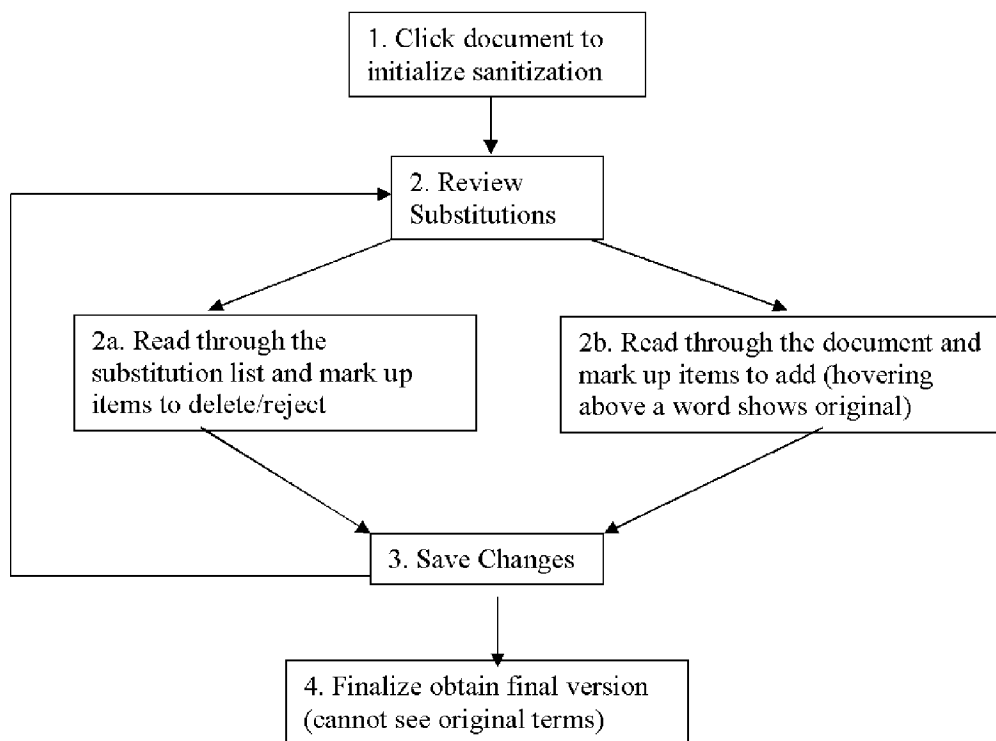 1. Click document to
initialize sanitization
2. Review
Substitutions
2a. Read through the
substitution list and mark up
items to delete/reject
2b. Read through the document and
mark up items to add (hovering
above a word shows original)
3. Save Changes
4. Finalize obtain final version
(cannot see original terms)